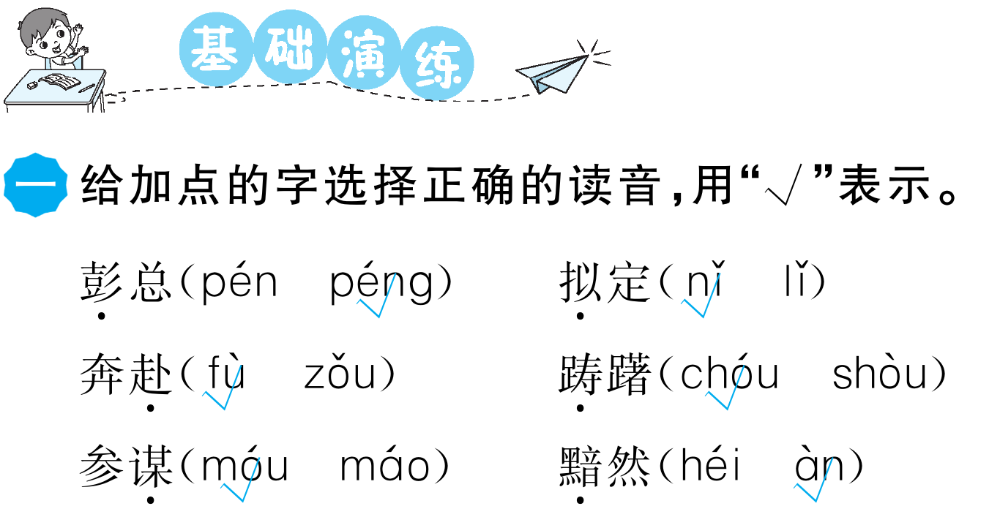 基础演练
一 给加点的字选择正确的读音,用“√”表示。
彭总(pén péng√) 拟定(nǐ√ lǐ)
奔赴(fù√ zǒu) 踌躇(chóu√ shòu)
参谋(móu√ máo) 黯然(héi àn√)